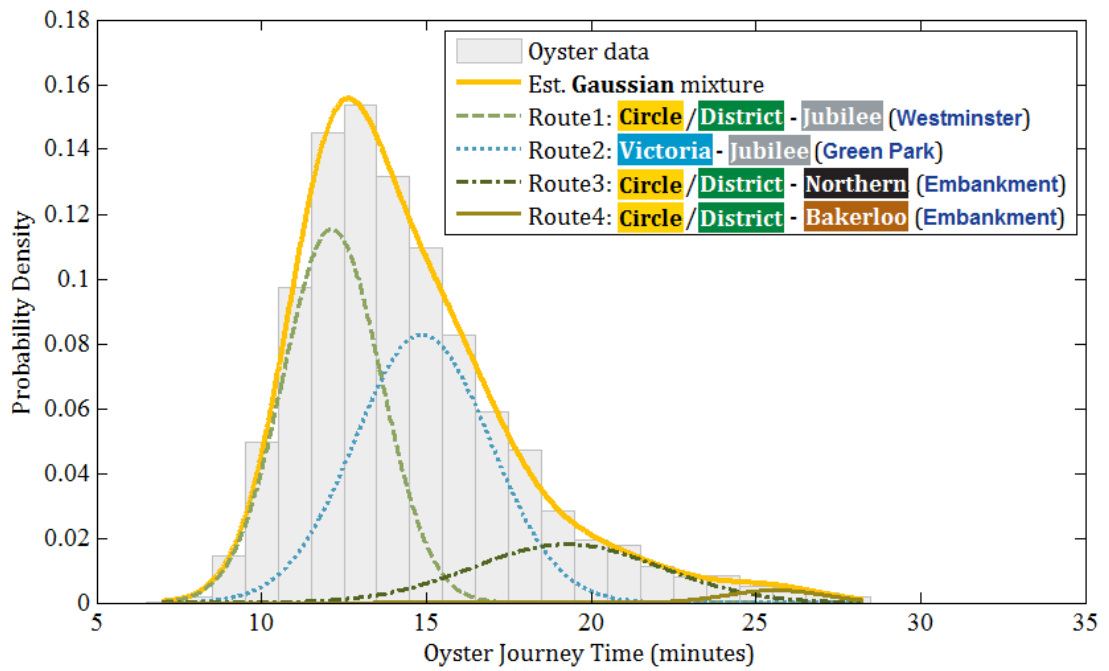 0.18
0.16
0.14
0.12
0.1
0.08
0.06
0.04
0.02
0
Probability Density
Oyster data
Est. Gaussian mixture
Route1: Circle/District - Jubilee (Westminster)
Route2: Victoria - Jubilee (Green Park)
Route3: Circle/District - Northern (Embankment)
Route4: Circle/District - Bakerloo (Embankment)
5 10 15 20 25 30 35
Oyster Journey Time (minutes)